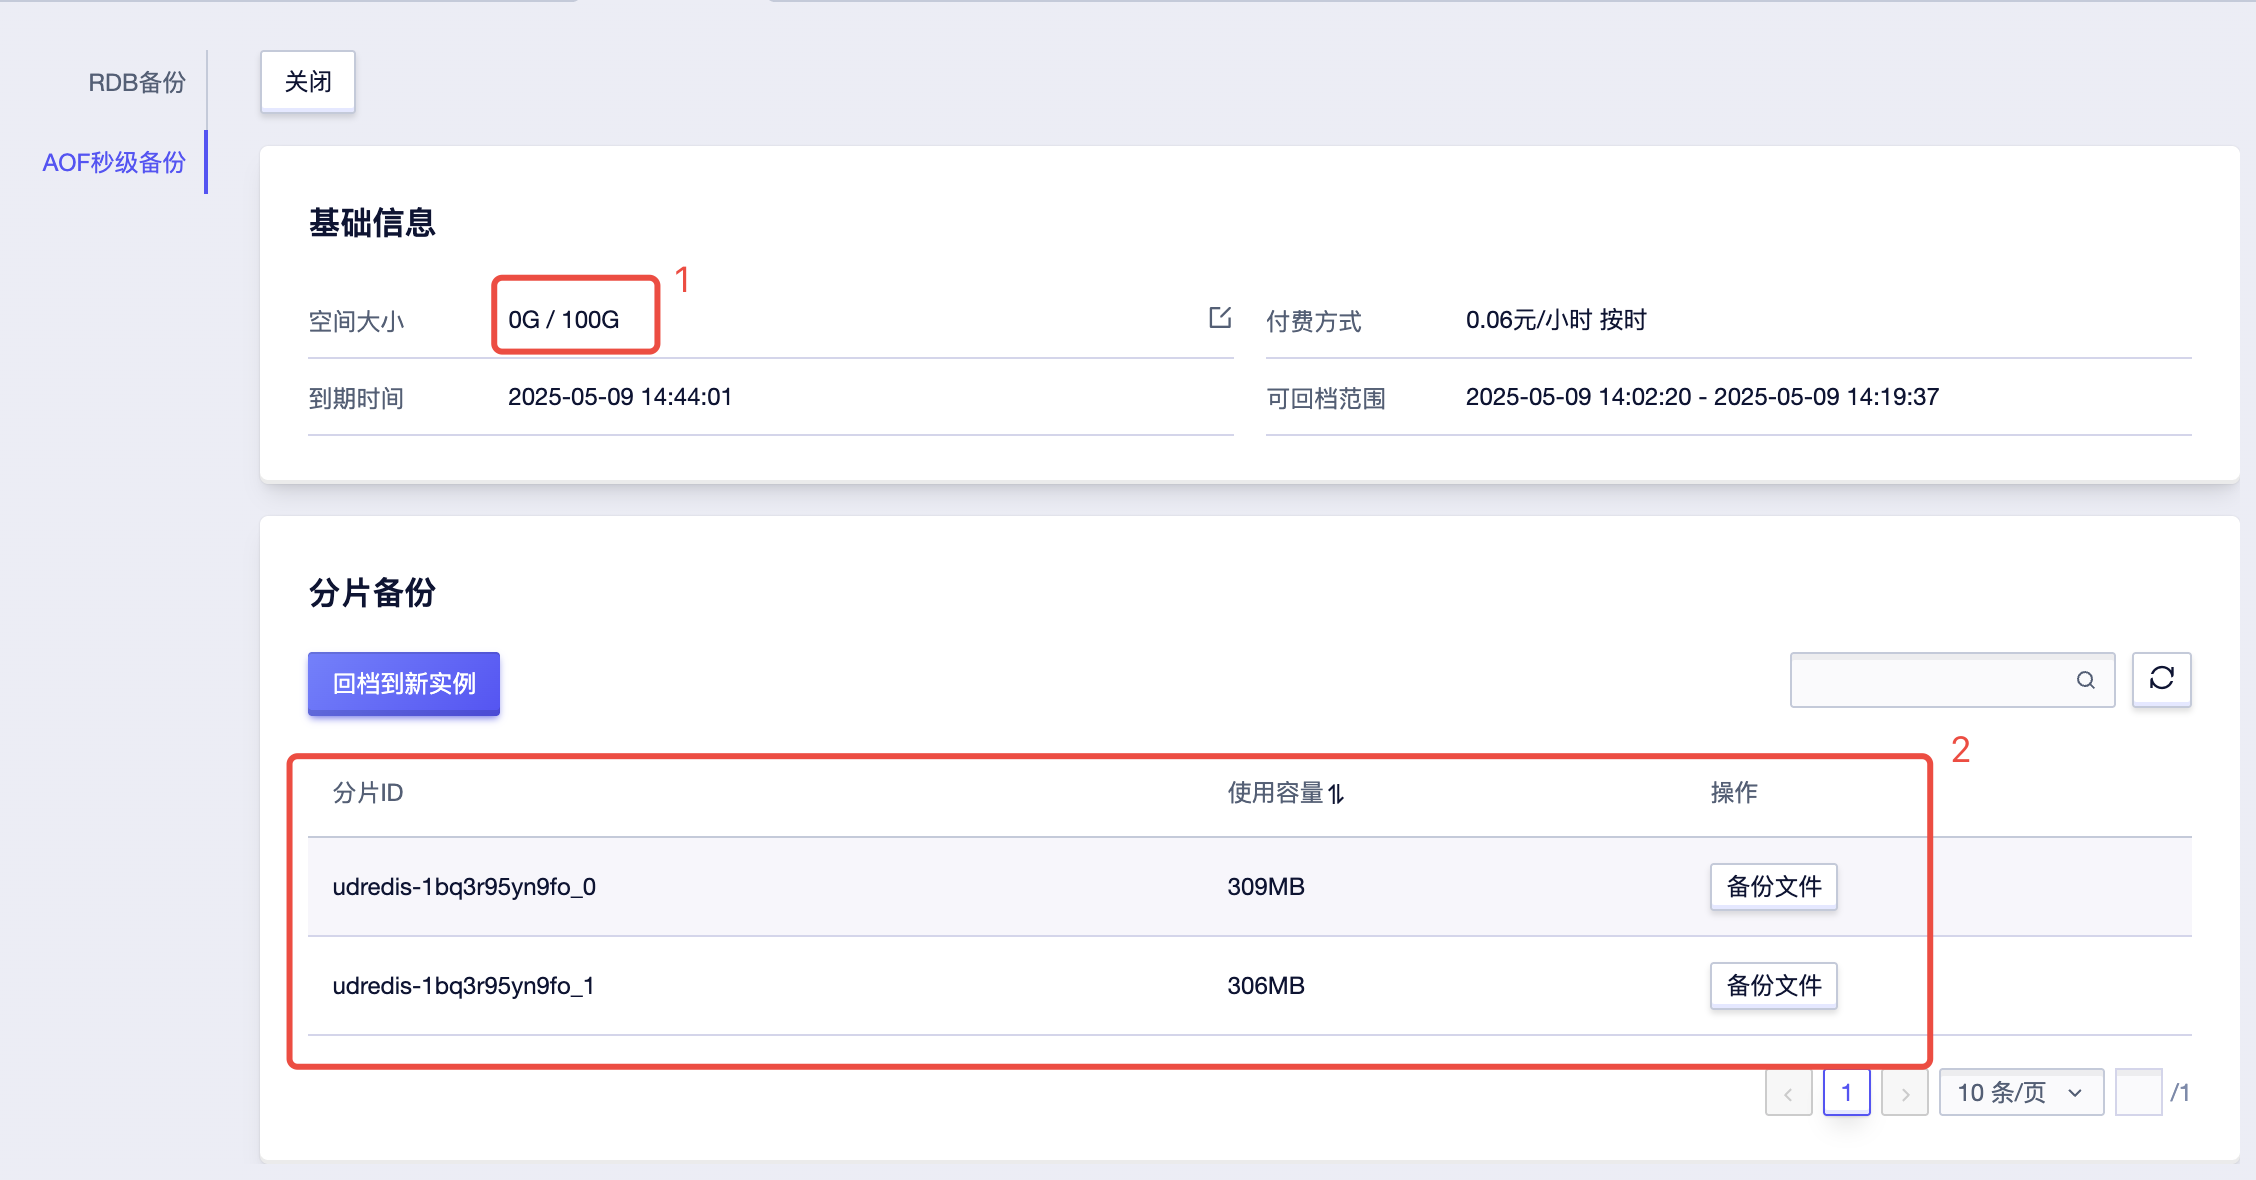 RDB备份
AOF秒级备份
关闭
基础信息
空间大小 0G / 100G 1
付费方式 0.06元/小时 按时
到期时间 2025-05-09 14:44:01
可回档范围 2025-05-09 14:02:20 - 2025-05-09 14:19:37
分片备份
回档到新实例
2
分片ID 使用容量 操作
udredis-1bq3r95yn9fo_0 309MB 备份文件
udredis-1bq3r95yn9fo_1 306MB 备份文件
1 10 条/页 /1